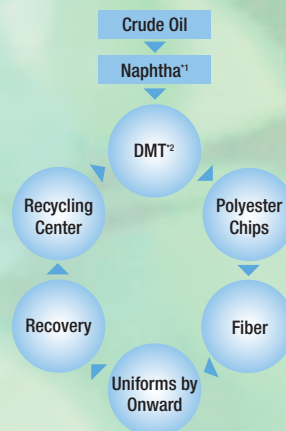 Crude Oil
Naphtha*1
DMT*2
Recycling
Center
Polyester
Chips
Recovery
Fiber
Uniforms by
Onward